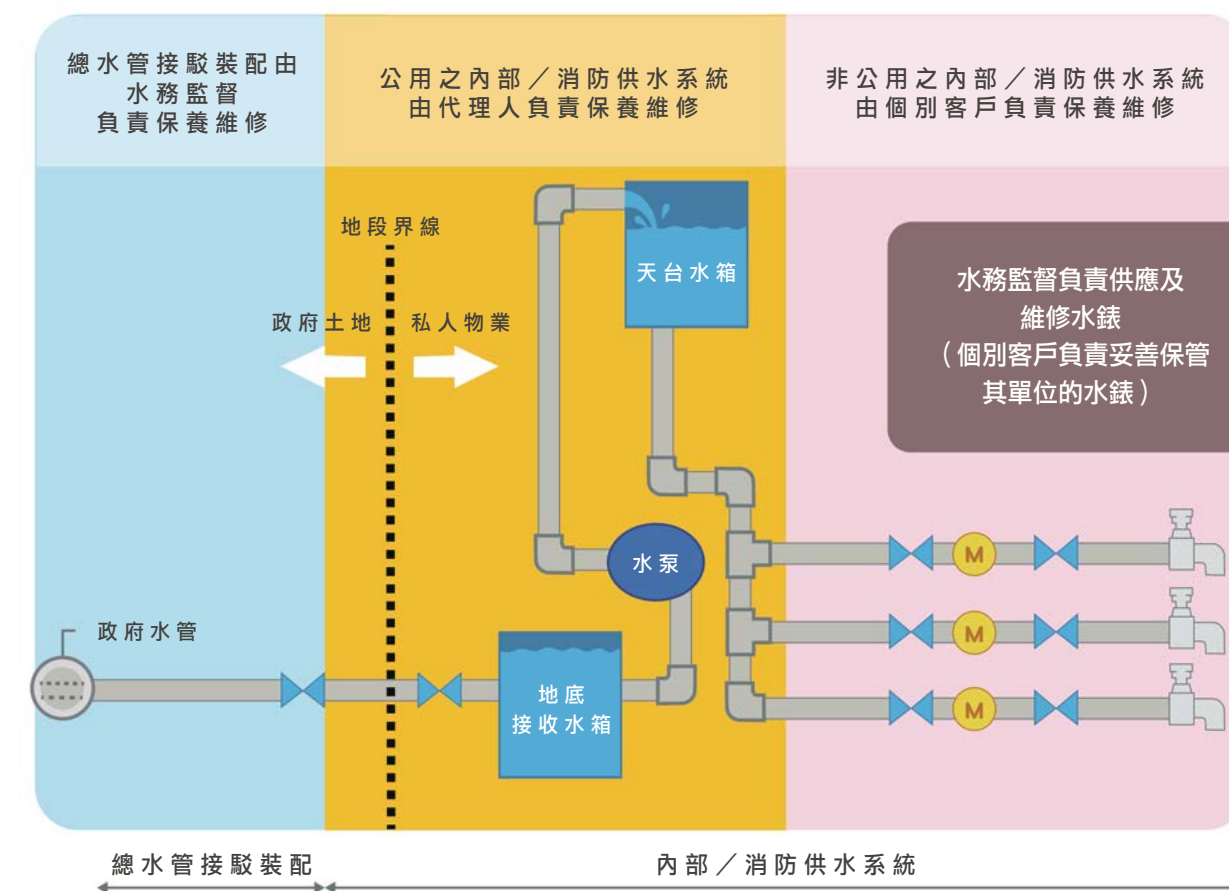 總水管接駁裝配由
水務監督
負責保養維修
公用之內部／消防供水系統
由代理人負責保養維修
非公用之內部／消防供水系統
由個別客戶負責保養維修
地段界線
政府土地
私人物業
天台水箱
水務監督負責供應及
維修水錶
（個別客戶負責妥善保管
其單位的水錶）
水泵
M
政府水管
M
地底
接收水箱
M
總水管接駁裝配
內部／消防供水系統